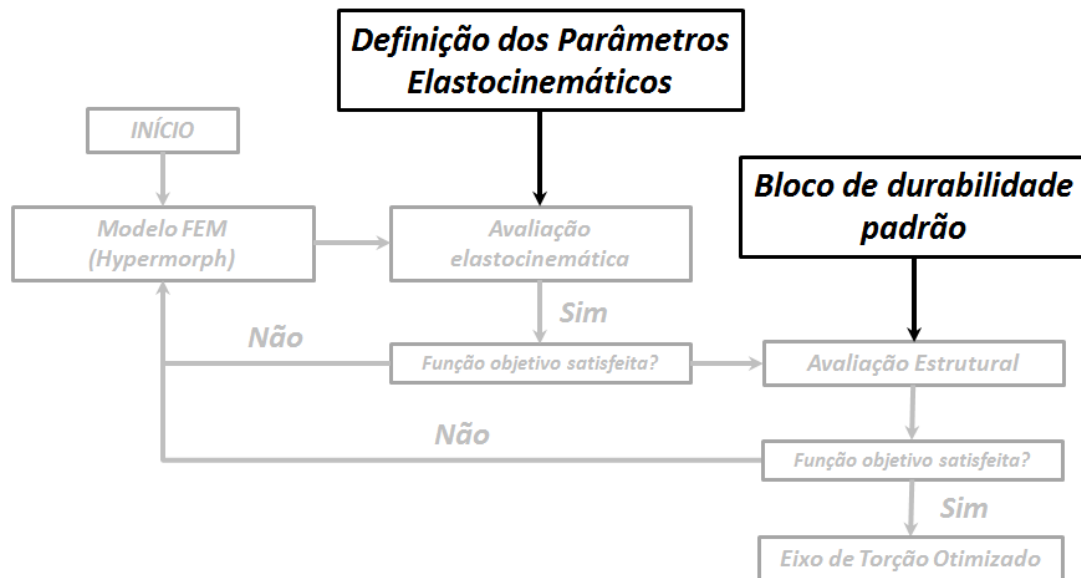 Definição dos Parâmetros
Elastocinemáticos
INÍCIO
Bloco de durabilidade
padrão
Modelo FEM
(Hypermorph)
Avaliação
elastocinemática
Sim
Não
Função objetivo satisfeita?
Avaliação Estrutural
Não
Função objetivo satisfeita?
Sim
Eixo de Torção Otimizado